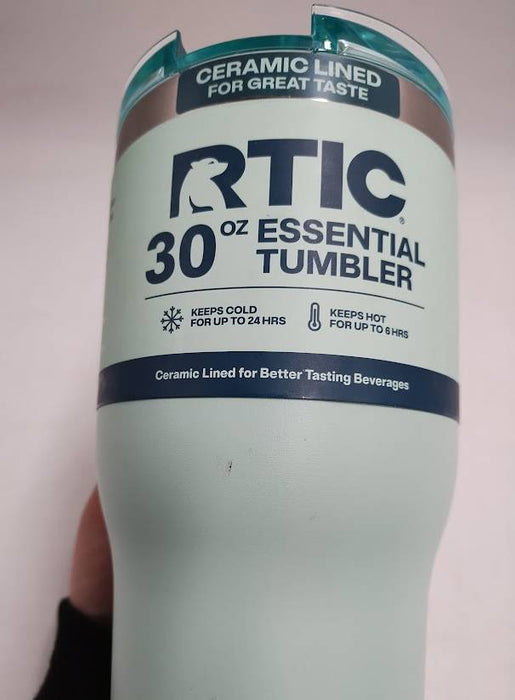 CERAMIC LINED
FOR GREAT TASTE
RTIC®
30 OZ ESSENTIAL
TUMBLER
KEEPS COLD
FOR UP TO 24 HRS
KEEPS HOT
FOR UP TO 6 HRS
Ceramic Lined for Better Tasting Beverages